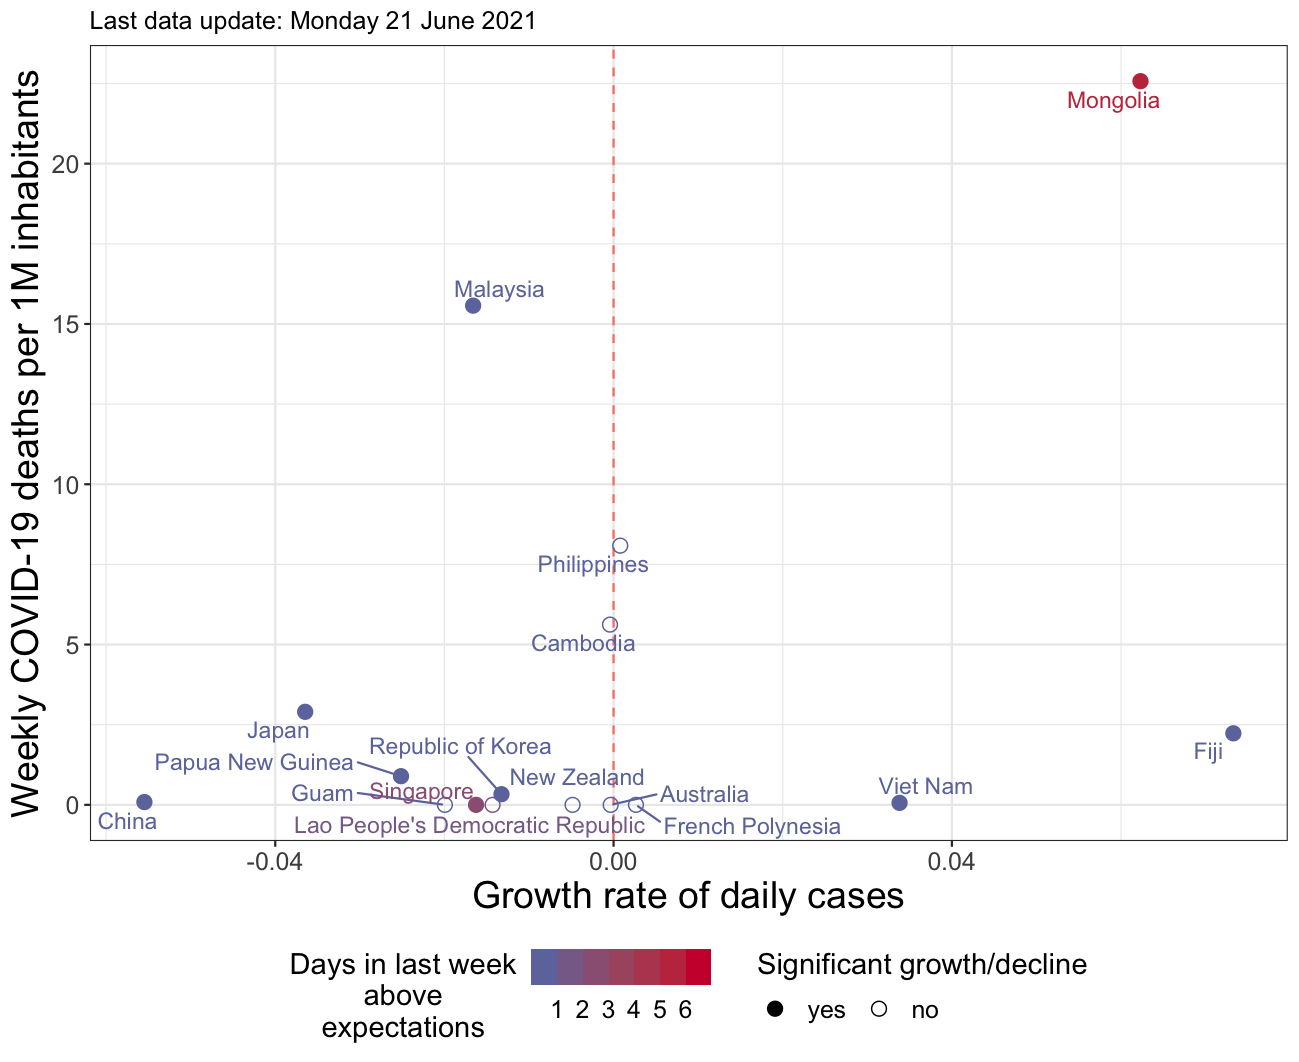 Last data update: Monday 21 June 2021
Weekly COVID-19 deaths per 1M inhabitants
20
15
10
5
0
Mongolia
Malaysia
Philippines
Cambodia
Japan
Republic of Korea
Fiji
Papua New Guinea
New Zealand
Viet Nam
Guam
Singapore
Australia
China
Lao People's Democratic Republic
French Polynesia
-0.04
0.00
0.04
Growth rate of daily cases
Days in last week
above
expectations
1 2 3 4 5 6
Significant growth/decline
yes
no